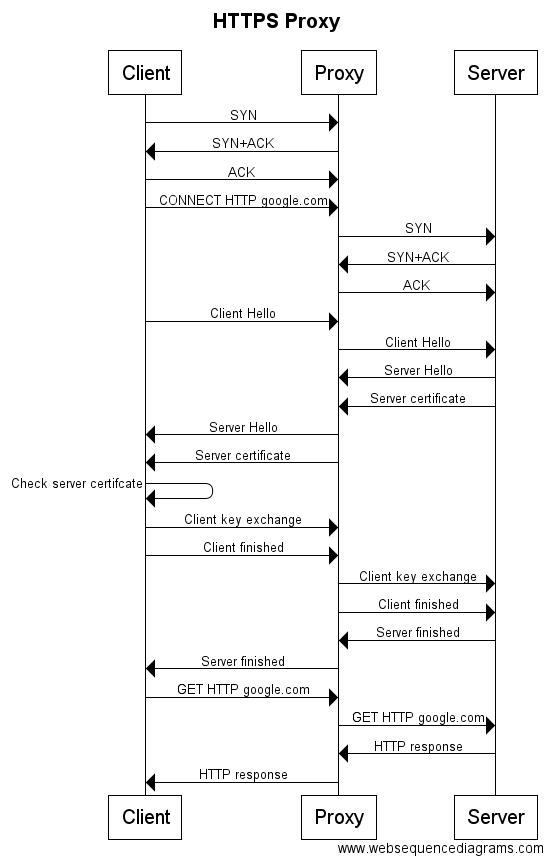 HTTPS Proxy
Client Proxy Server
SYN
SYN+ACK
ACK
CONNECT HTTP google.com
SYN
SYN+ACK
ACK
Client Hello
Client Hello
Server Hello
Server certificate
Server Hello
Server certificate
Check server certifcate
Client key exchange
Client finished
Client key exchange
Client finished
Server finished
Server finished
GET HTTP google.com
GET HTTP google.com
HTTP response
HTTP response
Client Proxy Server
www.websequencediagrams.com